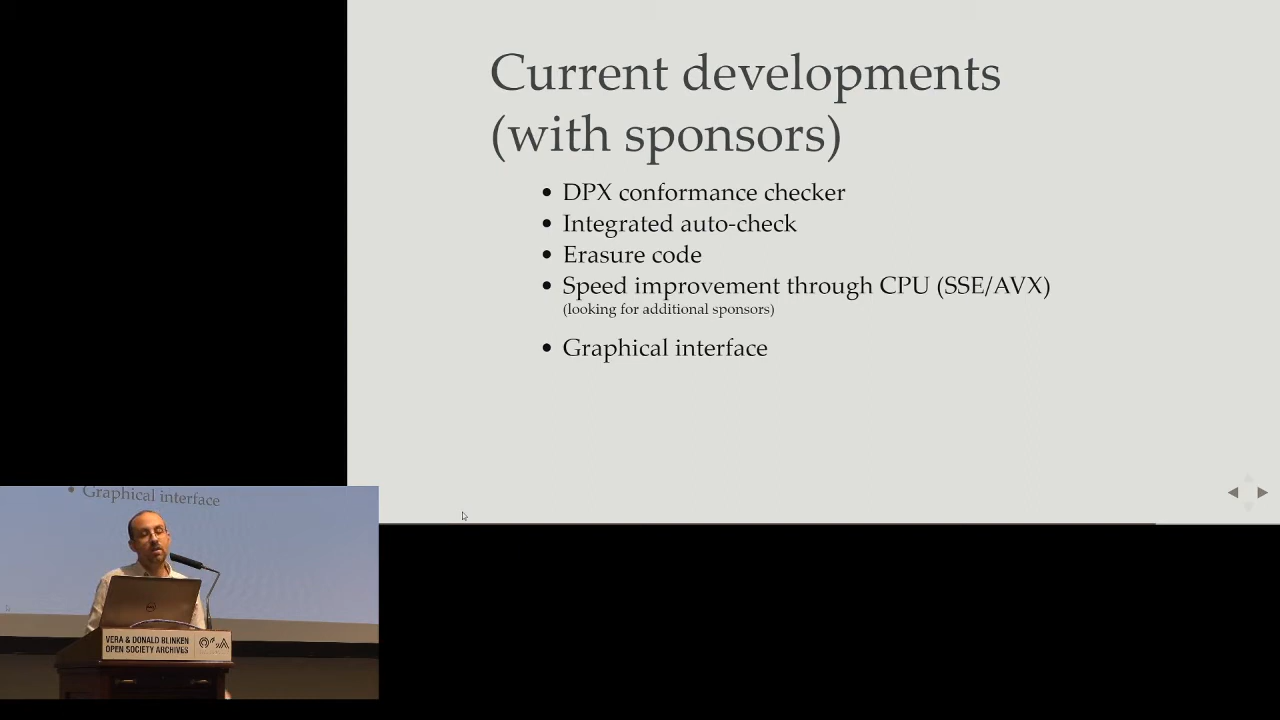 Current developments
(with sponsors)
• DPX conformance checker
• Integrated auto-check
• Erasure code
• Speed improvement through CPU (SSE/AVX)
(looking for additional sponsors)
• Graphical interface
• Graphical interface
VERA & DONALD BLINKEN
OPEN SOCIETY ARCHIVES